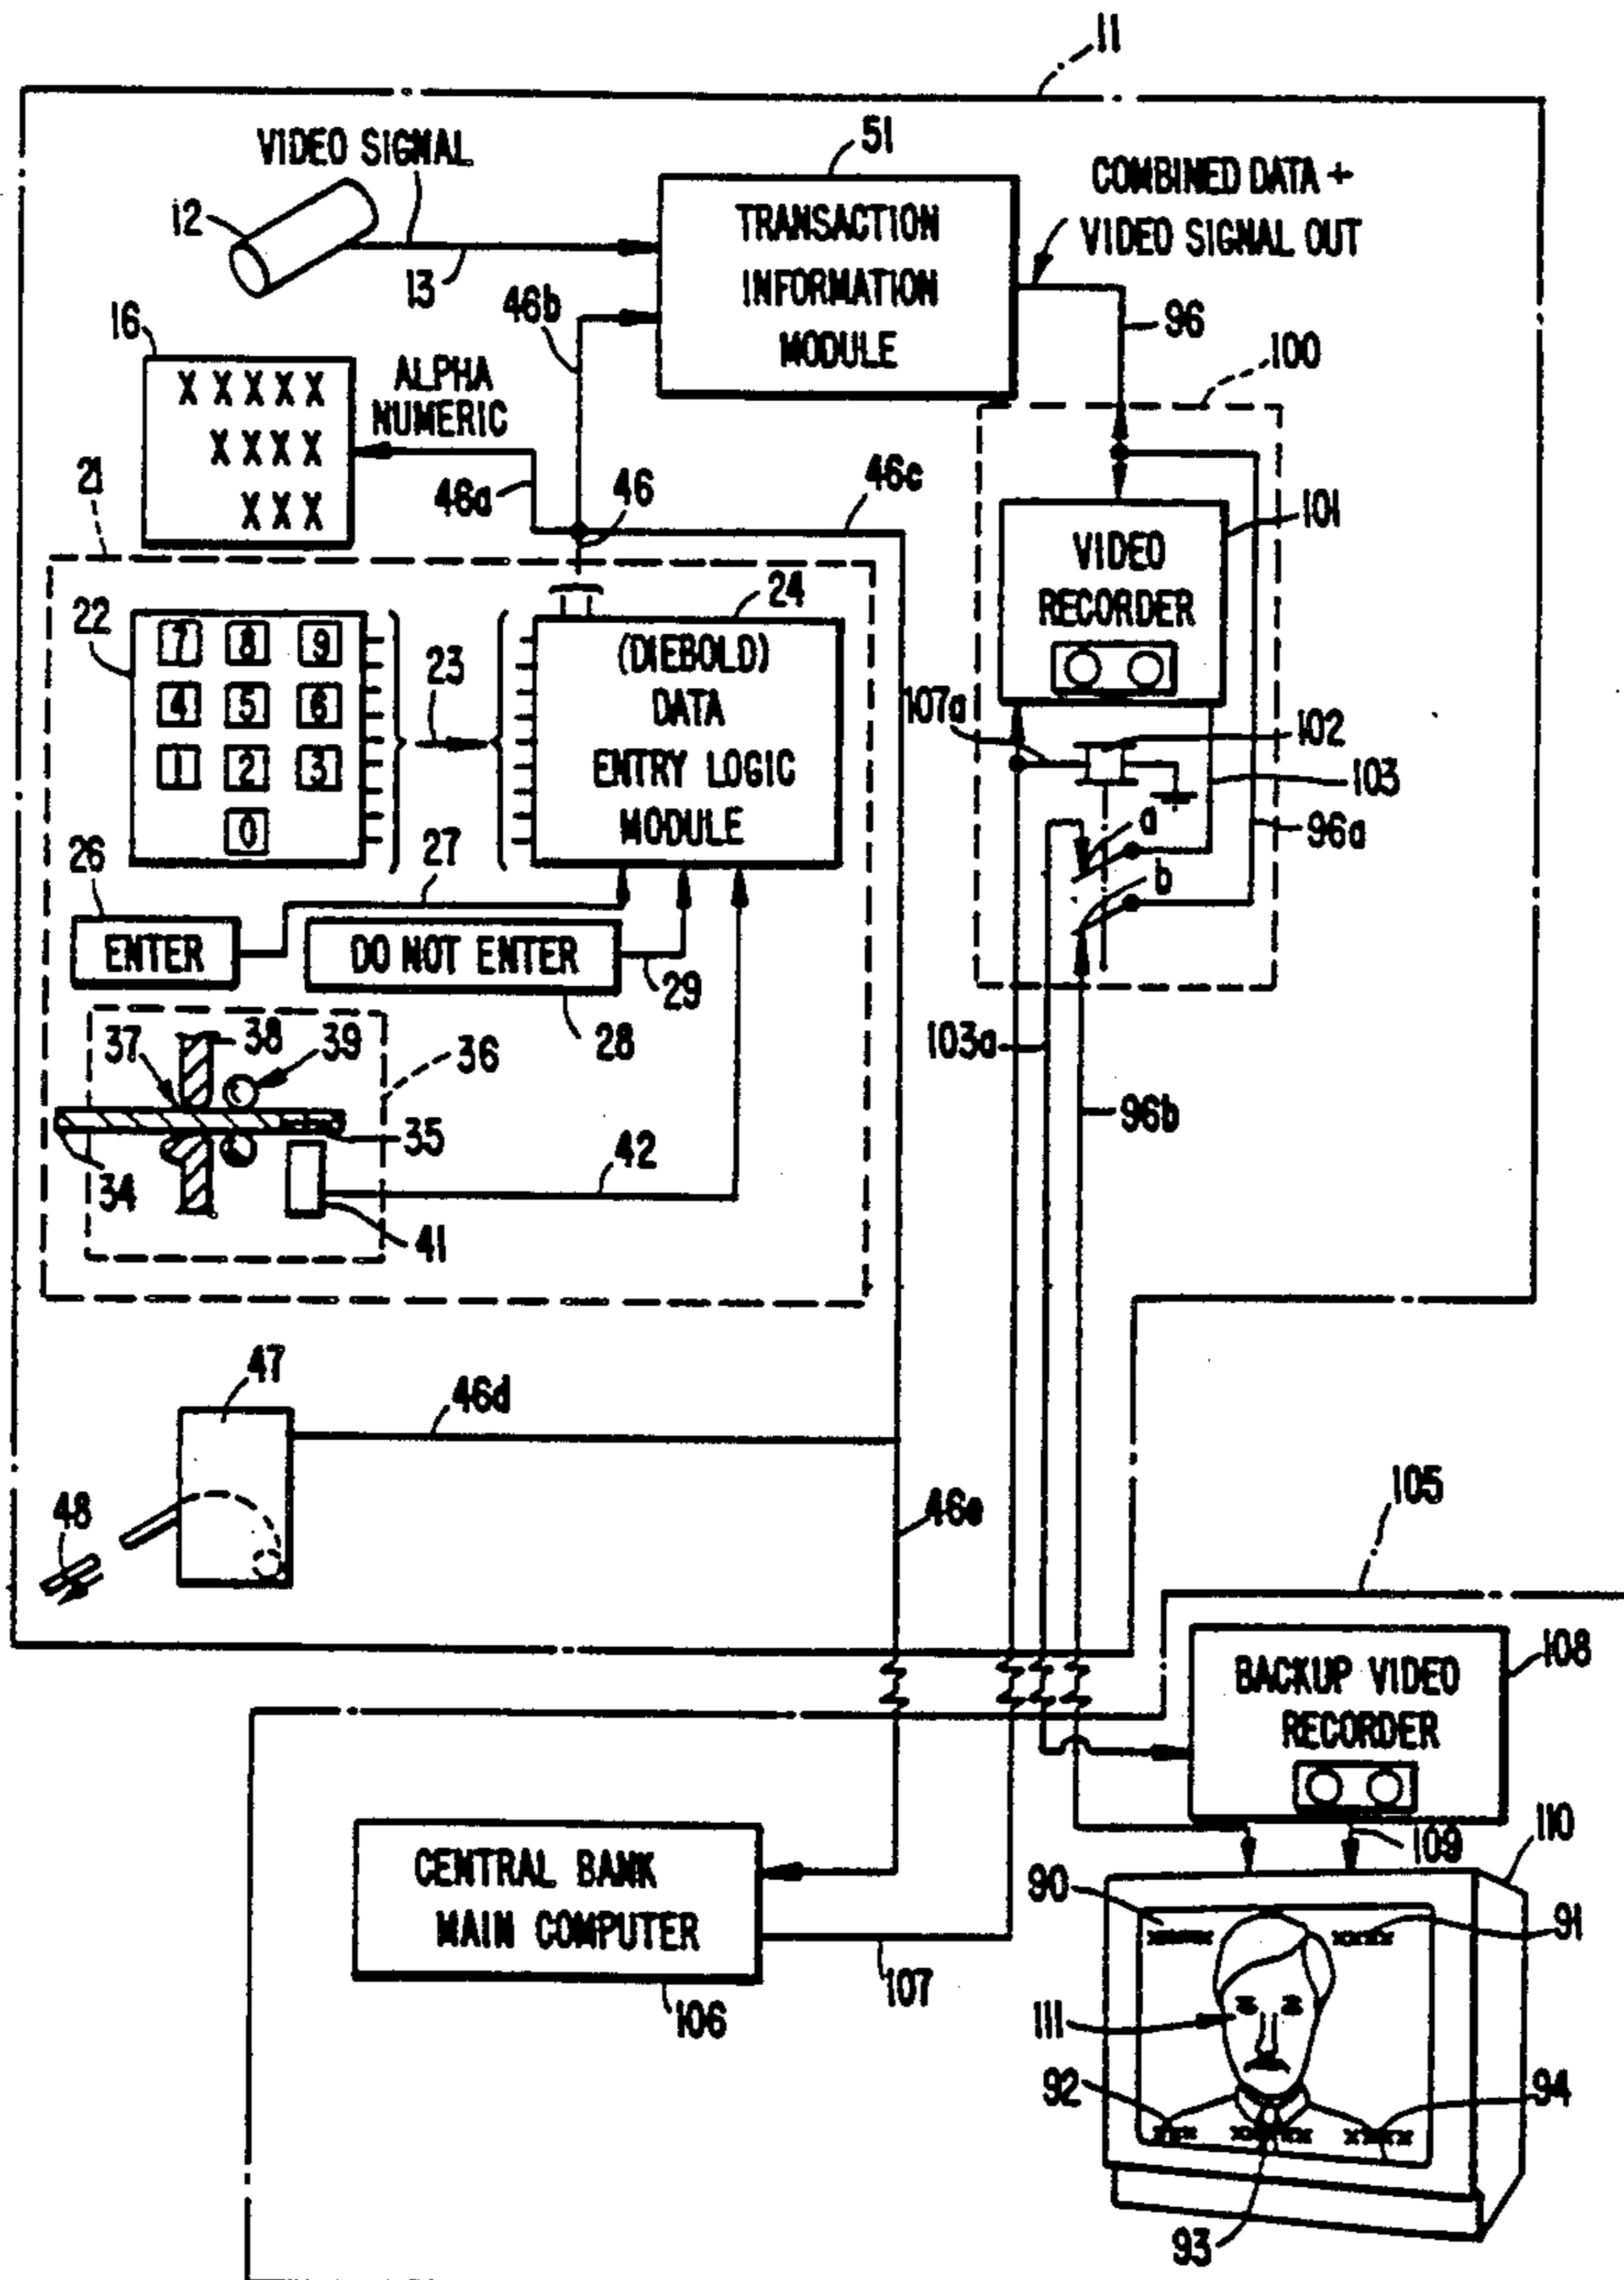 11
VIDEO SIGNAL
12
13
51
TRANSACTION
INFORMATION
MODULE
COMBINED DATA +
VIDEO SIGNAL OUT
96
100
16
X X X X X
X X X X
X X X
ALPHA
NUMERIC
46a
46b
46
46c
21
22
7 8 9
4 5 6
1 2 3
0
23
24
(DIEBOLD)
DATA
ENTRY LOGIC
MODULE
101
VIDEO
RECORDER
107a
102
103
a
96a
b
26
ENTER
27
DO NOT ENTER
29
28
103a
96b
37
38
39
36
34
35
42
41
47
46d
48
46e
105
BACKUP VIDEO
RECORDER
108
109
110
CENTRAL BANK
MAIN COMPUTER
106
107
90
91
xxxx
111
92
94
xxx
93